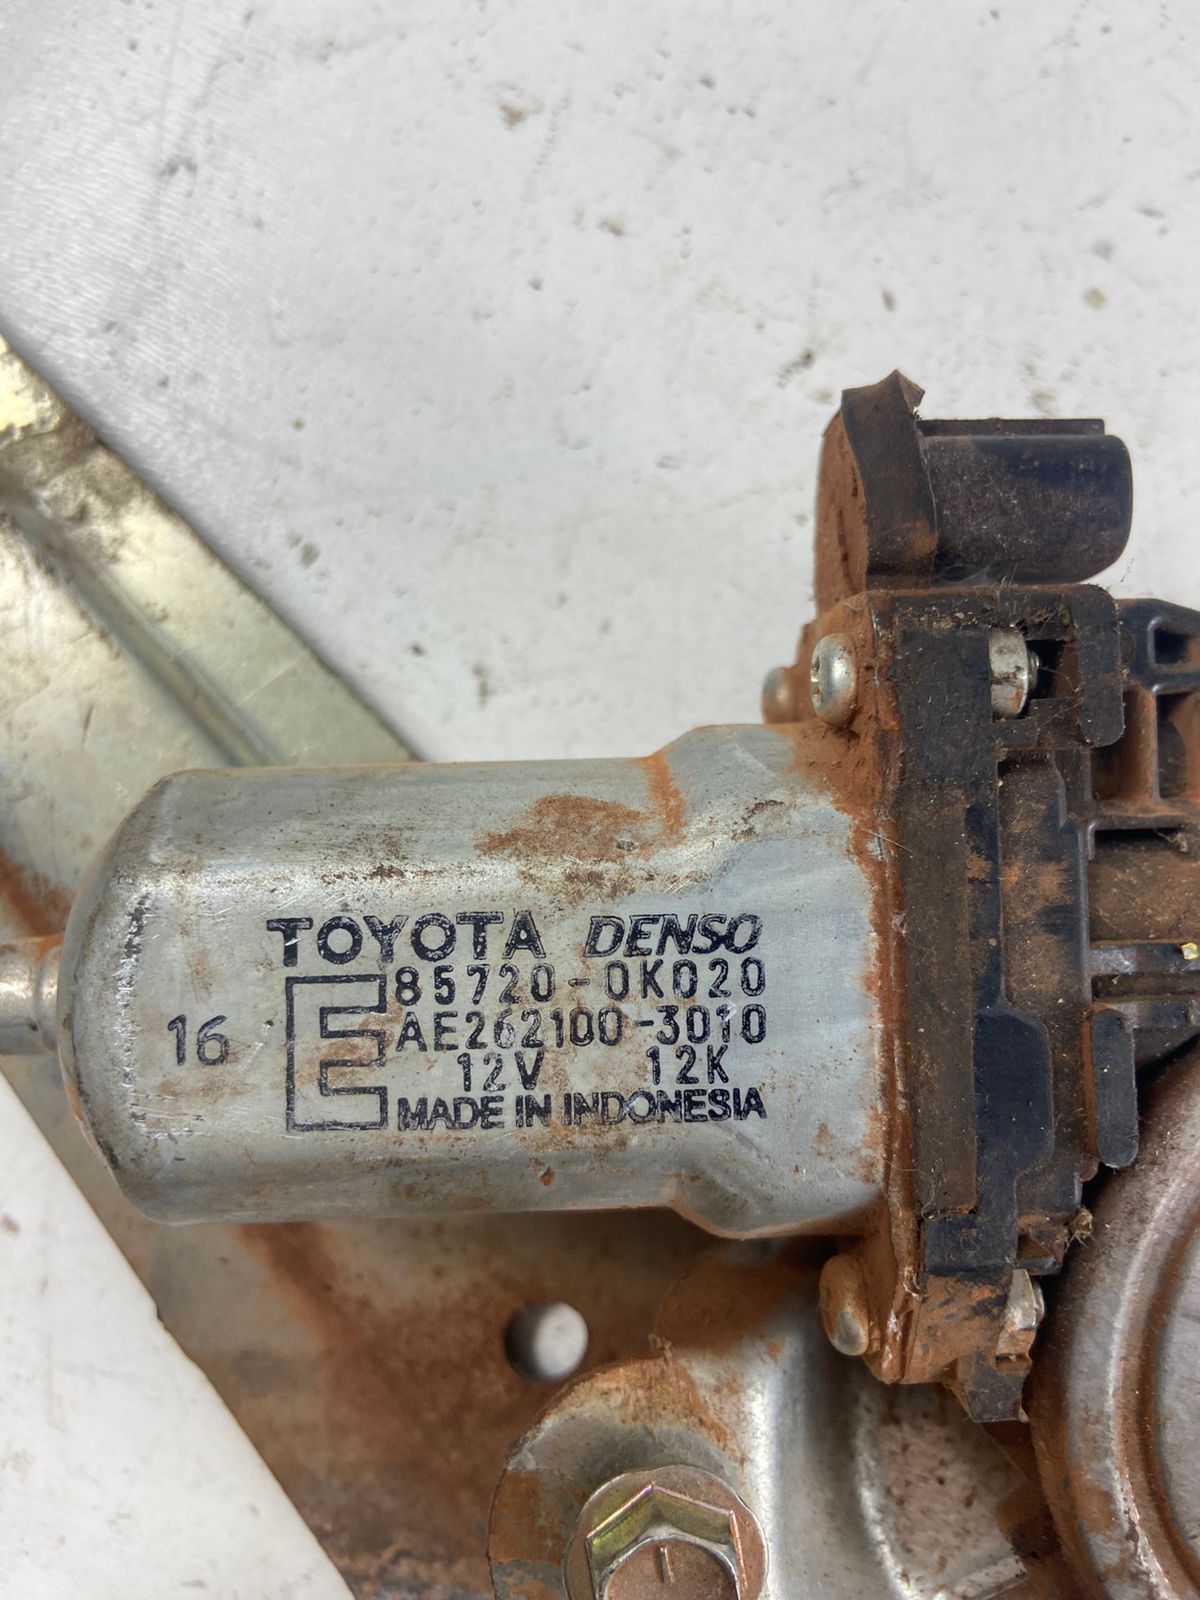 TOYOTA DENSO
85720-0K020
16 E AE262100-3010
12V 12K
MADE IN INDONESIA